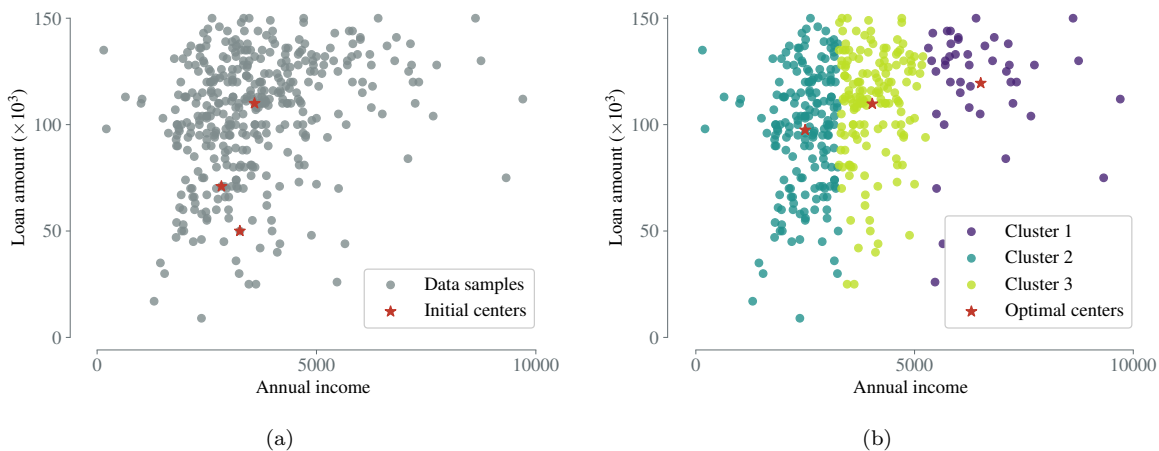 150
100
50
0
Loan amount (×10³)
Data samples
Initial centers
0 5000 10000
Annual income
(a)
150
100
50
0
Loan amount (×10³)
Cluster 1
Cluster 2
Cluster 3
Optimal centers
0 5000 10000
Annual income
(b)